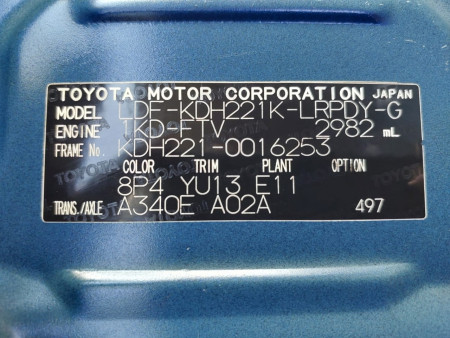 TOYOTA MOTOR CORPORATION JAPAN
MODEL LDF-KDH221K-LRPDY-G
ENGINE 1KD-FTV 2982 mL
FRAME No. KDH221-0016253
COLOR TRIM PLANT OPTION
8P4 YU13 E11
TRANS/AXLE A340E A02A 497